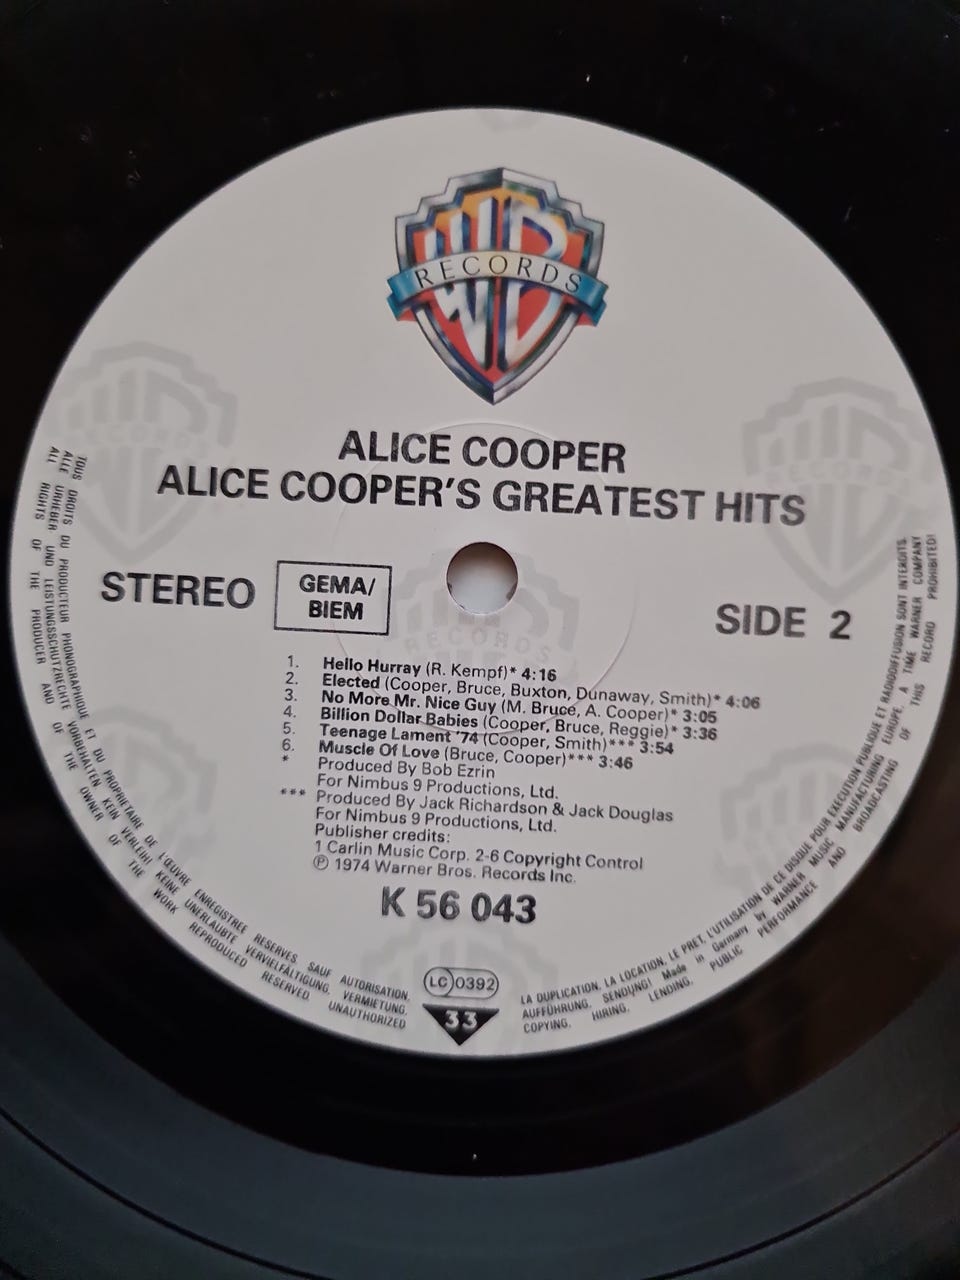 WB
RECORDS
ALICE COOPER
ALICE COOPER'S GREATEST HITS
STEREO
GEMA/
BIEM
SIDE 2
1. Hello Hurray (R. Kempf)* 4:16
2. Elected (Cooper, Bruce, Buxton, Dunaway, Smith)* 4:06
3. No More Mr. Nice Guy (M. Bruce, A. Cooper)* 3:05
4. Billion Dollar Babies (Cooper, Bruce, Reggie)* 3:36
5. Teenage Lament '74 (Cooper, Smith)*** 3:54
6. Muscle Of Love (Bruce, Cooper)*** 3:46
* Produced By Bob Ezrin
For Nimbus 9 Productions, Ltd.
*** Produced By Jack Richardson & Jack Douglas
For Nimbus 9 Productions, Ltd.
Publisher credits:
1 Carlin Music Corp. 2-6 Copyright Control
℗ 1974 Warner Bros. Records Inc.
K 56 043
LC 0392
33
TOUS DROITS DU PRODUCTEUR PHONOGRAPHIQUE ET DU PROPRIETAIRE DE L'ŒUVRE ENREGISTREE RESERVES. SAUF AUTORISATION,
LA DUPLICATION, LA LOCATION, LE PRET, L'UTILISATION DE CE DISQUE POUR EXECUTION PUBLIQUE ET RADIODIFFUSION SONT INTERDITS.
ALLE URHEBER UND LEISTUNGSSCHUTZRECHTE VORBEHALTEN KEIN VERLEIH! KEINE UNERLAUBTE VERVIELFÄLTIGUNG, VERMIETUNG,
AUFFÜHRUNG, SENDUNG! Made in Germany by WARNER MUSIC MANUFACTURING EUROPE, A TIME WARNER COMPANY
ALL RIGHTS OF THE PRODUCER AND OF THE OWNER OF THE WORK REPRODUCED RESERVED. UNAUTHORIZED
COPYING, HIRING, LENDING, PUBLIC PERFORMANCE AND BROADCASTING OF THIS RECORD PROHIBITED!